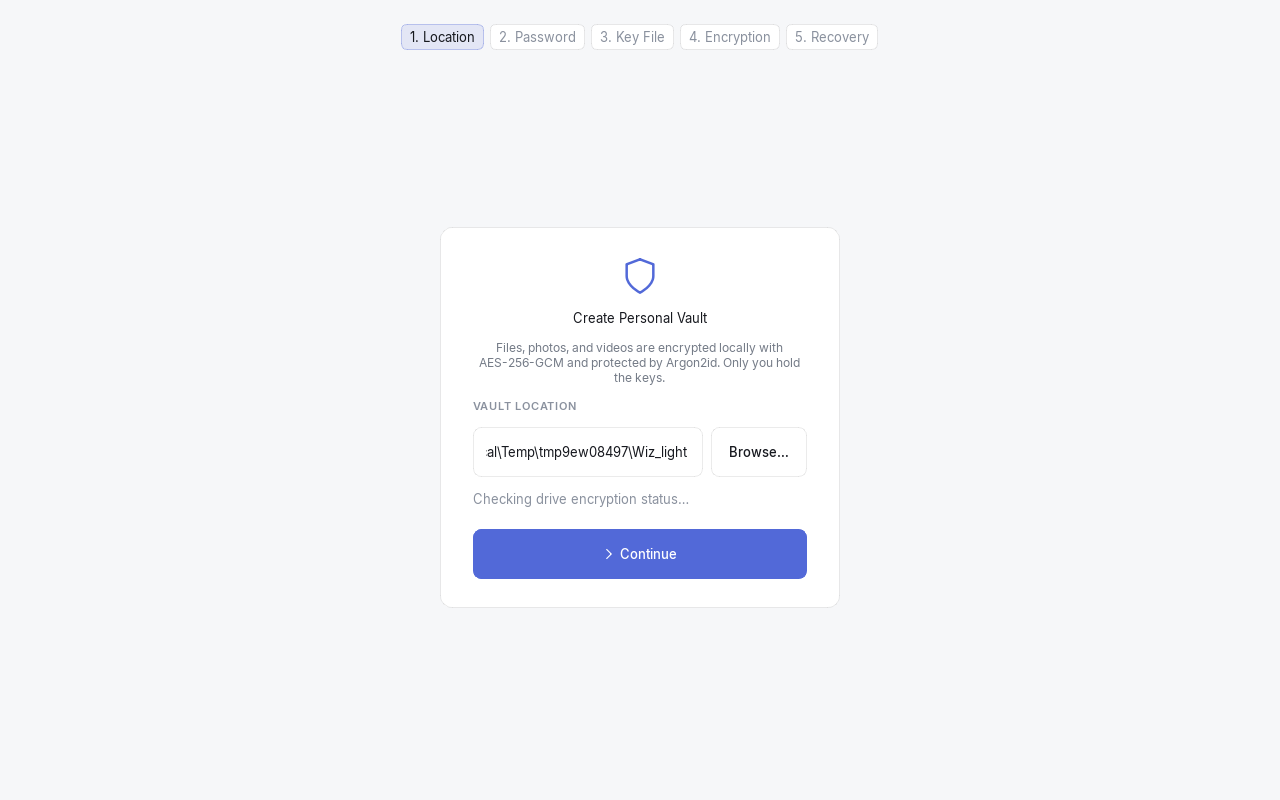 1. Location
2. Password
3. Key File
4. Encryption
5. Recovery
Create Personal Vault
Files, photos, and videos are encrypted locally with
AES-256-GCM and protected by Argon2id. Only you hold
the keys.
VAULT LOCATION
al\Temp\tmp9ew08497\Wiz_light
Browse...
Checking drive encryption status...
Continue